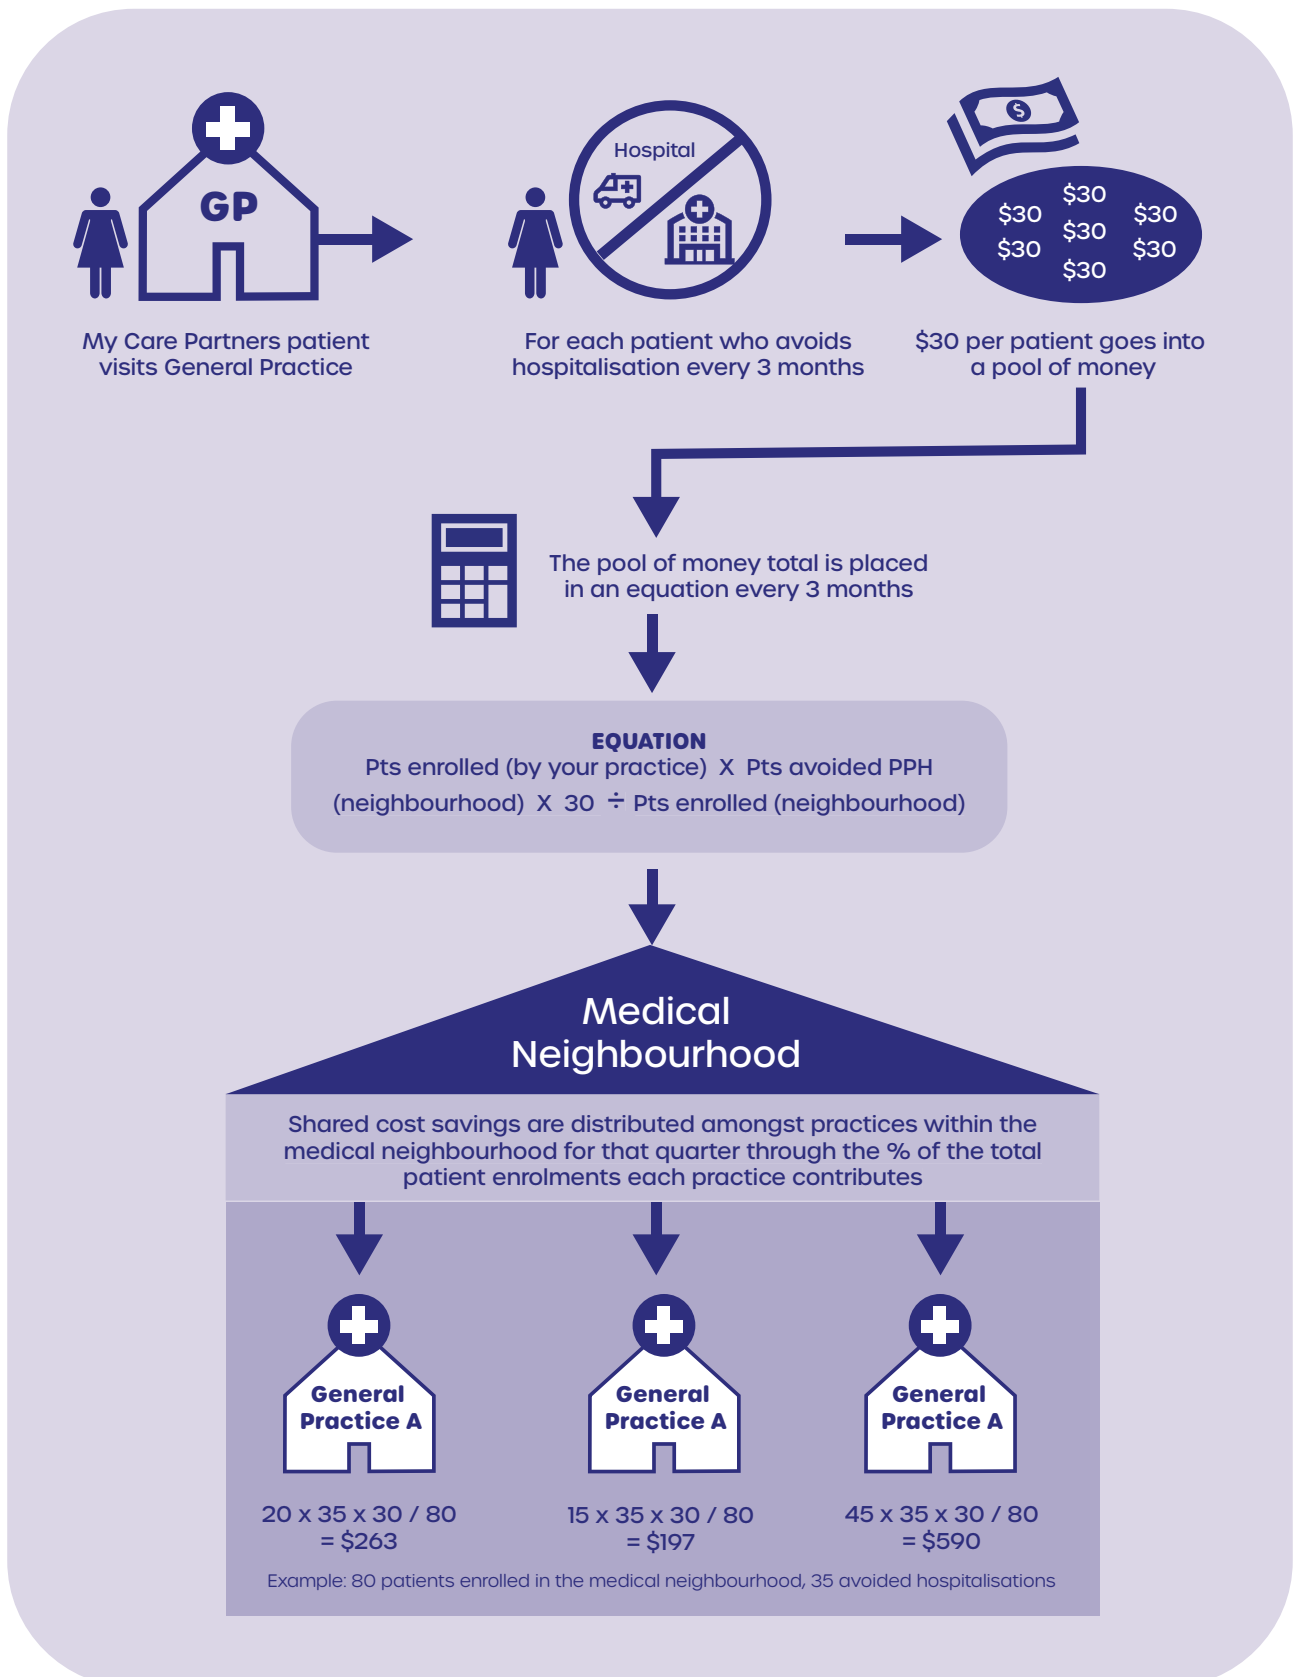 GP
Hospital
$
$30
$30
$30
$30
$30
$30
$30
My Care Partners patient
visits General Practice
For each patient who avoids
hospitalisation every 3 months
$30 per patient goes into
a pool of money
The pool of money total is placed
in an equation every 3 months
EQUATION
Pts enrolled (by your practice) X Pts avoided PPH
(neighbourhood) X 30 ÷ Pts enrolled (neighbourhood)
Medical
Neighbourhood
Shared cost savings are distributed amongst practices within the
medical neighbourhood for that quarter through the % of the total
patient enrolments each practice contributes
General
Practice A
20 x 35 x 30 / 80
= $263
General
Practice A
15 x 35 x 30 / 80
= $197
General
Practice A
45 x 35 x 30 / 80
= $590
Example: 80 patients enrolled in the medical neighbourhood, 35 avoided hospitalisations